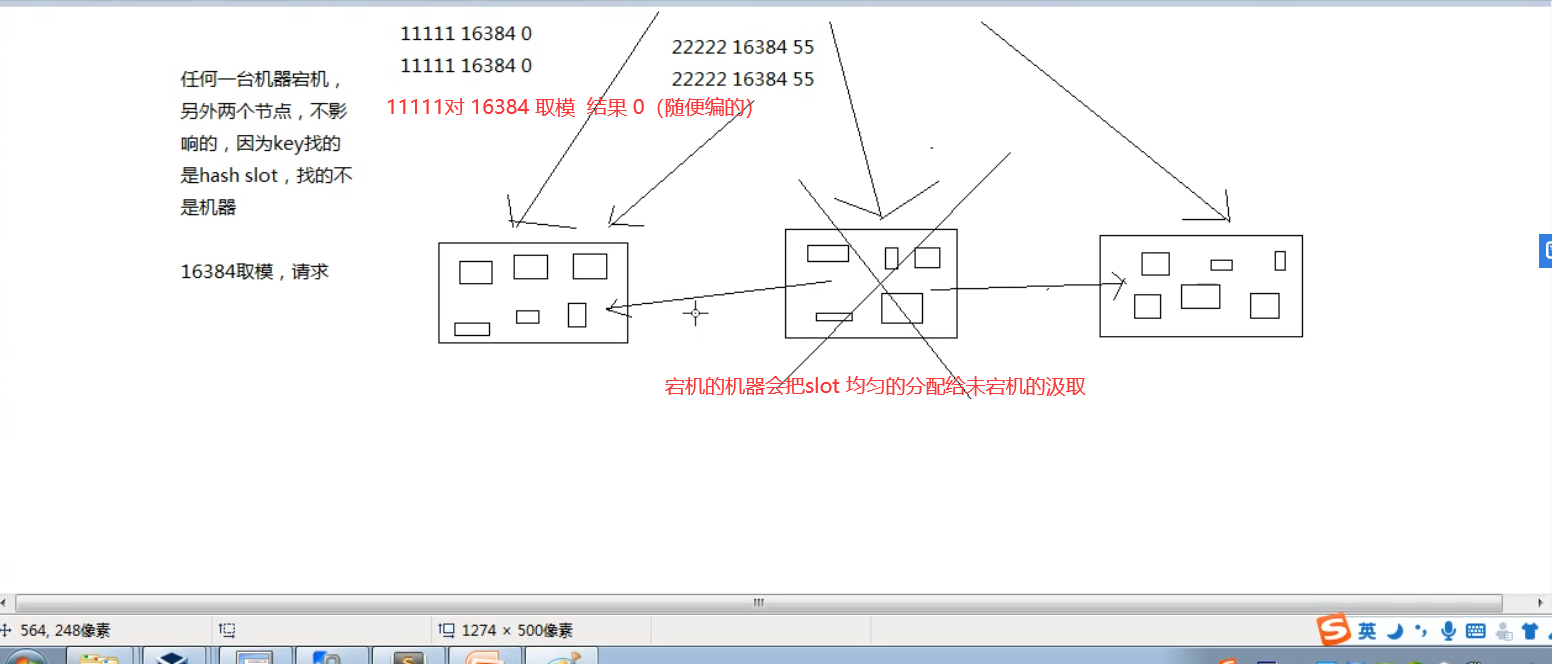 11111 16384 0
11111 16384 0
22222 16384 55
22222 16384 55
任何一台机器宕机，
另外两个节点，不影
响的，因为key找的
是hash slot，找的不
是机器
11111对 16384 取模 结果 0（随便编的）
16384取模，请求
宕机的机器会把slot 均匀的分配给未宕机的汲取
564, 248像素
1274 × 500像素
英